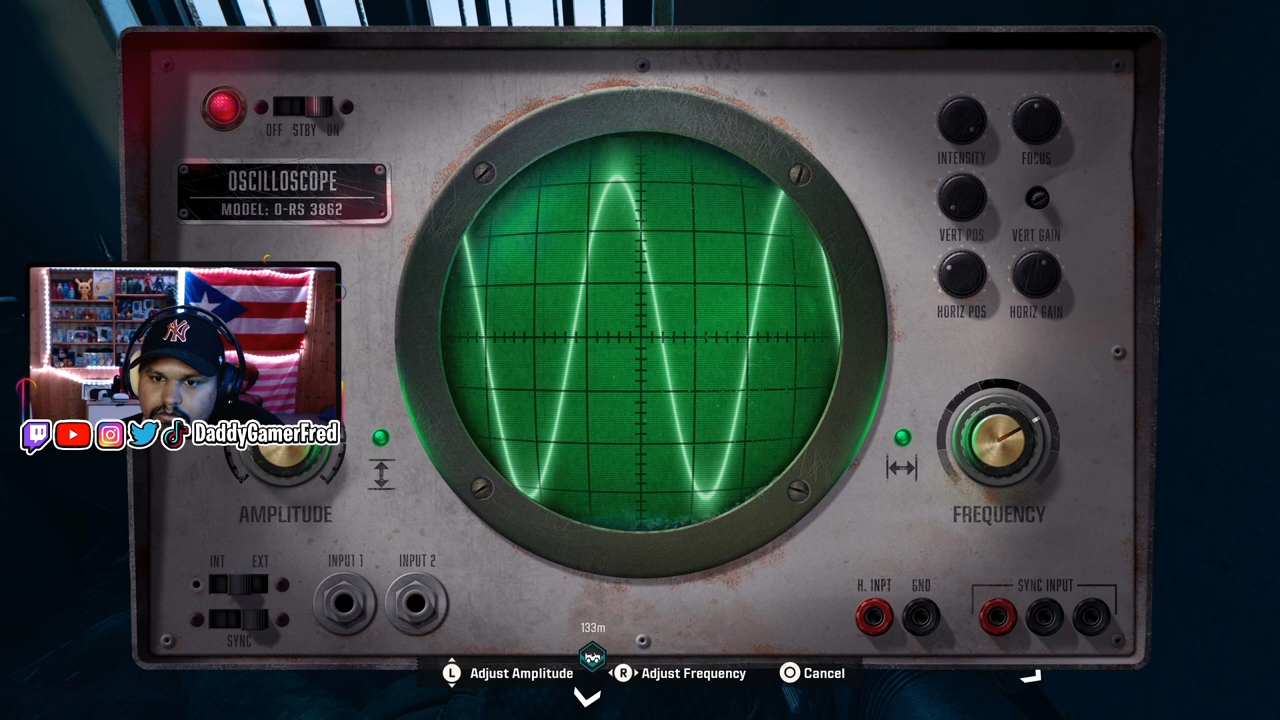 OFF STBY ON
OSCILLOSCOPE
MODEL: O-RS 3862
INTENSITY FOCUS
VERT POS VERT GAIN
HORIZ POS HORIZ GAIN
NY
DaddyGamerFred
AMPLITUDE
FREQUENCY
INT EXT
INPUT 1 INPUT 2
SYNC
H. INPT GND
SYNC INPUT
133m
L Adjust Amplitude R Adjust Frequency Cancel